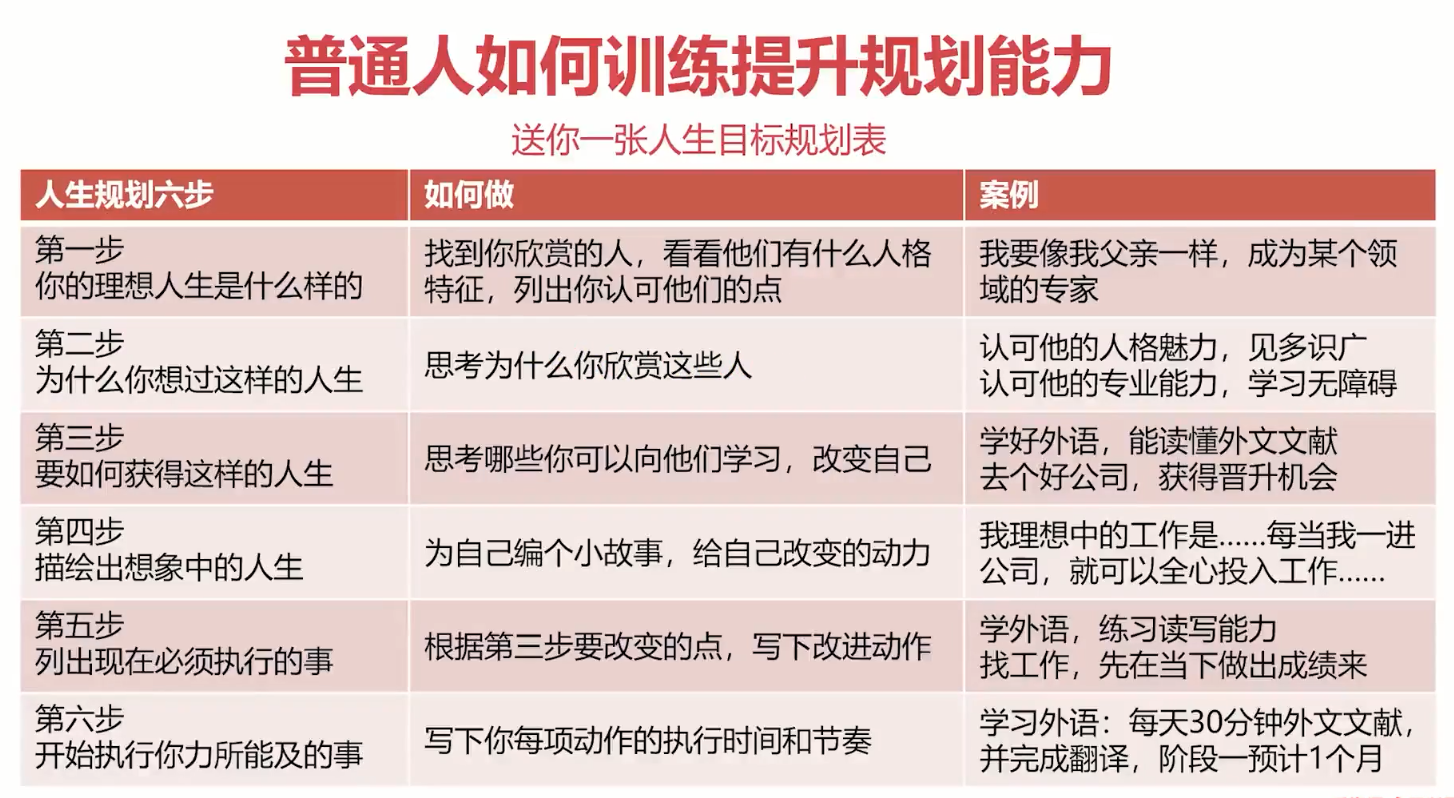 普通人如何训练提升规划能力
送你一张人生目标规划表
人生规划六步
如何做
案例
第一步
你的理想人生是什么样的
找到你欣赏的人，看看他们有什么人格
特征，列出你认可他们的点
我要像我父亲一样，成为某个领
域的专家
第二步
为什么你想过这样的人生
思考为什么你欣赏这些人
认可他的人格魅力，见多识广
认可他的专业能力，学习无障碍
第三步
要如何获得这样的人生
思考哪些你可以向他们学习，改变自己
学好外语，能读懂外文文献
去个好公司，获得晋升机会
第四步
描绘出想象中的人生
为自己编个小故事，给自己改变的动力
我理想中的工作是……每当我一进
公司，就可以全心投入工作……
第五步
列出现在必须执行的事
根据第三步要改变的点，写下改进动作
学外语，练习读写能力
找工作，先在当下做出成绩来
第六步
开始执行你力所能及的事
写下你每项动作的执行时间和节奏
学习外语：每天30分钟外文文献，
并完成翻译，阶段一预计1个月